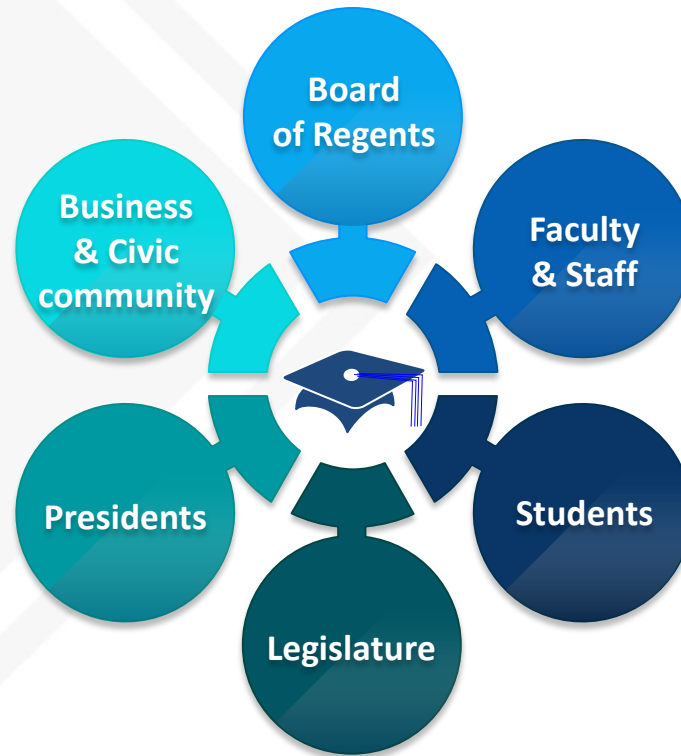 Board
of Regents
Business
& Civic
community
Faculty
& Staff
Presidents
Students
Legislature